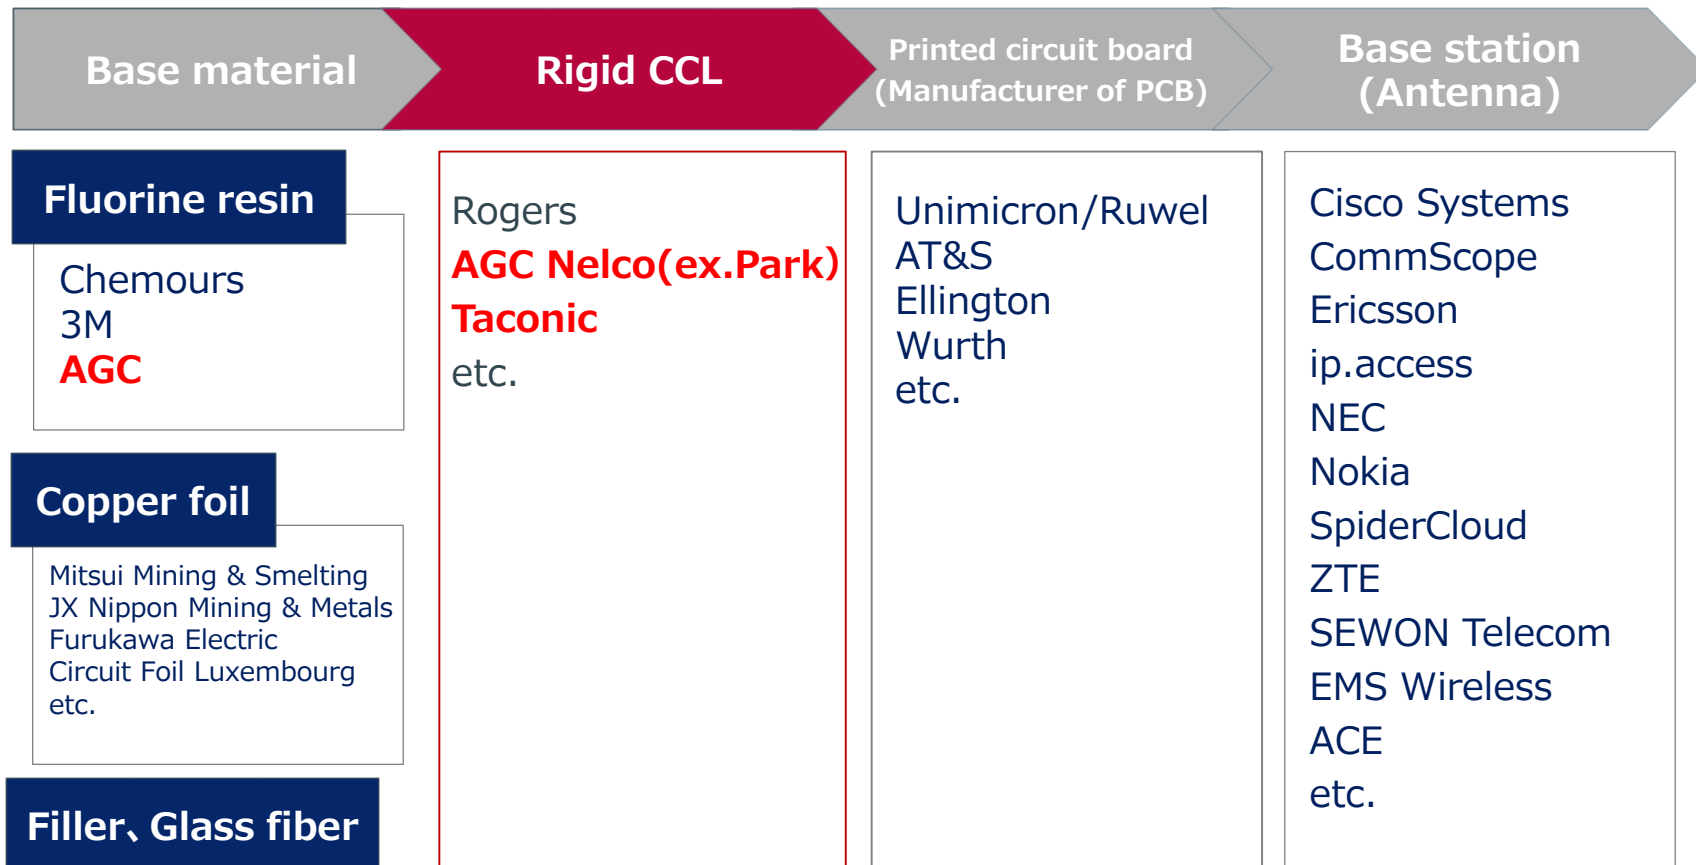 Base material
Rigid CCL
Printed circuit board
(Manufacturer of PCB)
Base station
(Antenna)
Fluorine resin
Chemours
3M
AGC
Copper foil
Mitsui Mining & Smelting
JX Nippon Mining & Metals
Furukawa Electric
Circuit Foil Luxembourg
etc.
Filler、Glass fiber
Rogers
AGC Nelco(ex.Park）
Taconic
etc.
Unimicron/Ruwel
AT&S
Ellington
Wurth
etc.
Cisco Systems
CommScope
Ericsson
ip.access
NEC
Nokia
SpiderCloud
ZTE
SEWON Telecom
EMS Wireless
ACE
etc.